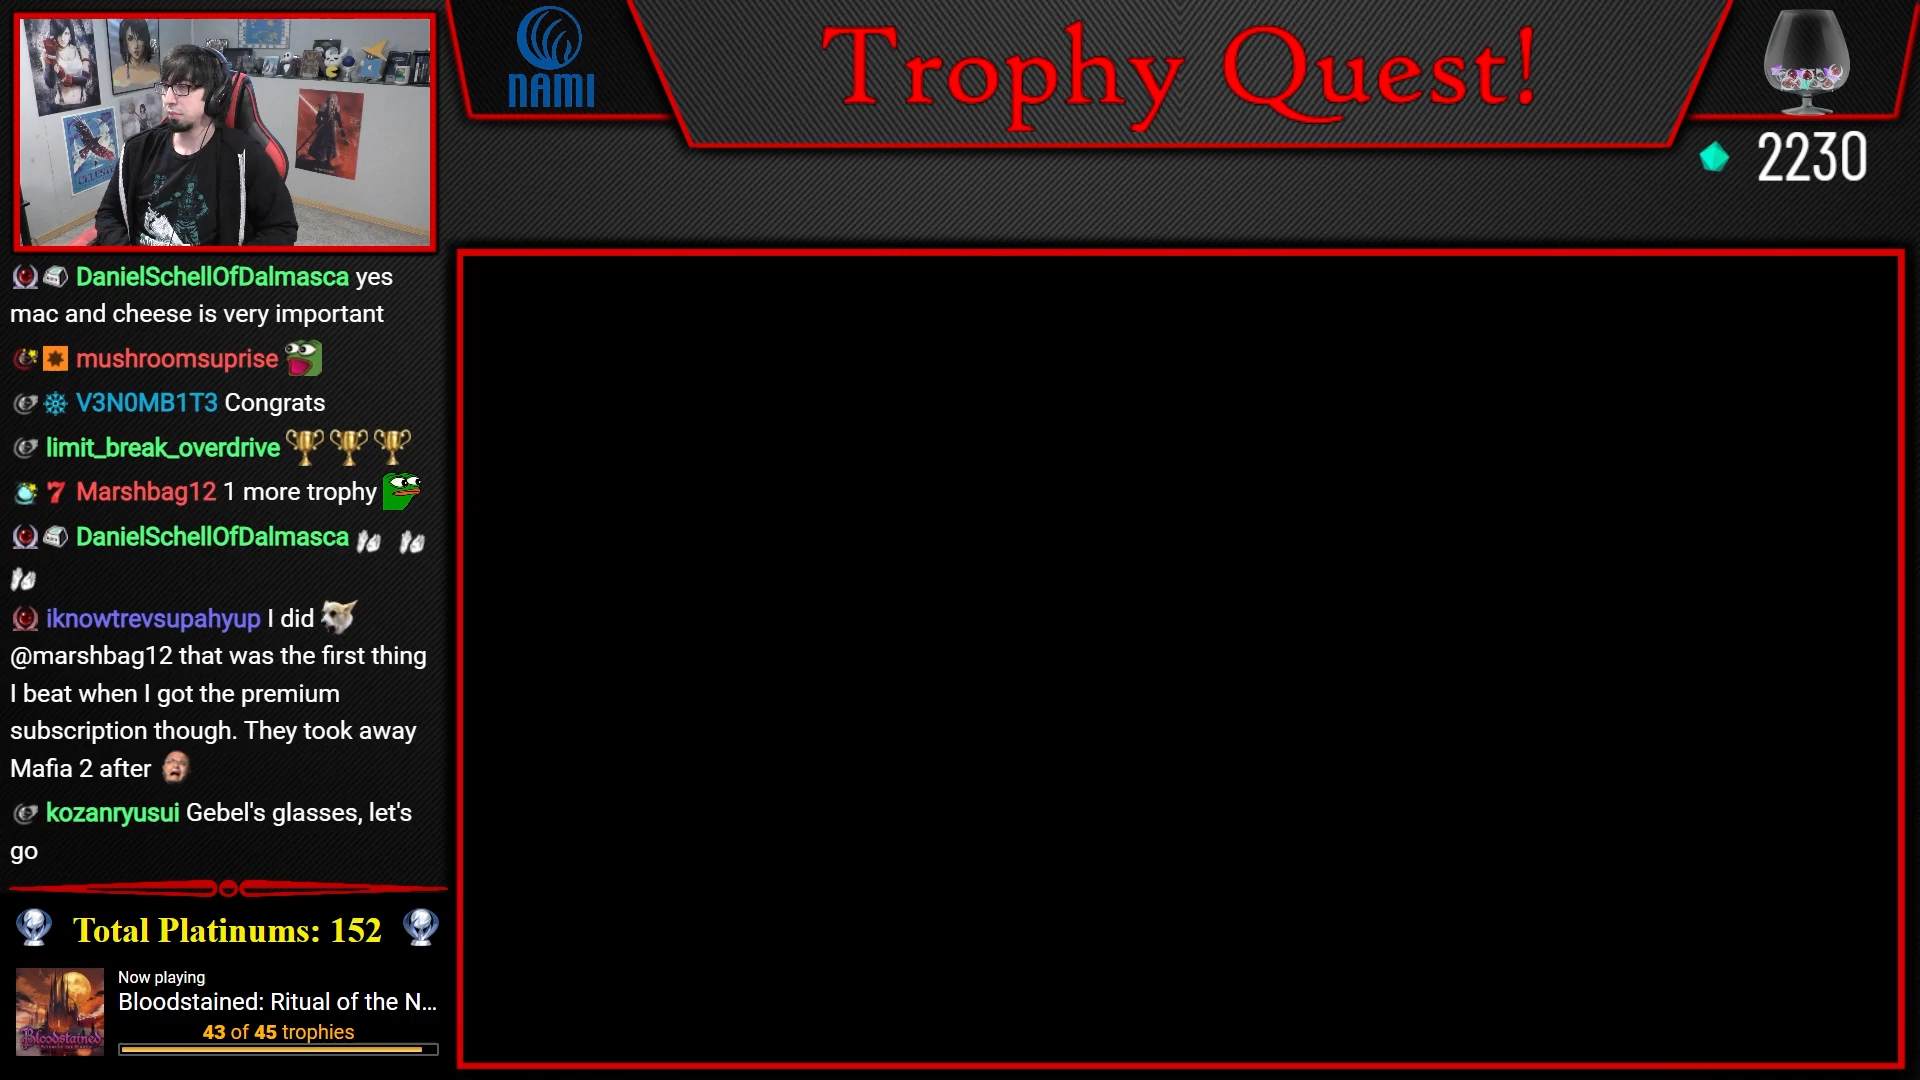 NAMI
Trophy Quest!
2230
CELESTE
DanielSchellOfDalmasca yes
mac and cheese is very important
mushroomsuprise
V3N0MB1T3 Congrats
limit_break_overdrive
Marshbag12 1 more trophy
DanielSchellOfDalmasca
iknowtrevsupahyup I did
@marshbag12 that was the first thing
I beat when I got the premium
subscription though. They took away
Mafia 2 after
kozanryusui Gebel's glasses, let's
go
Total Platinums: 152
Now playing
Bloodstained: Ritual of the N...
43 of 45 trophies
Bloodstained